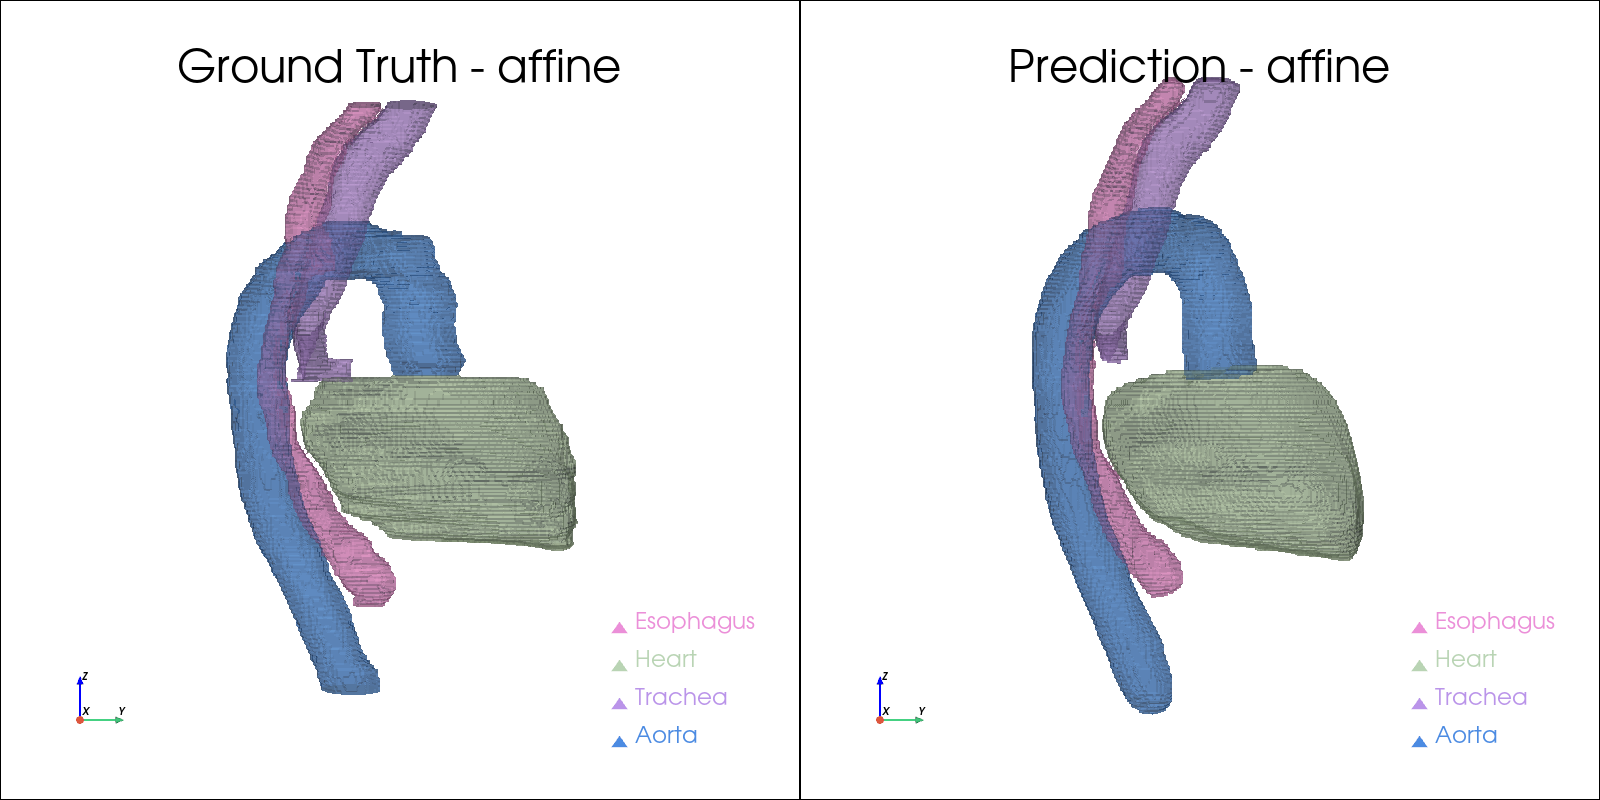 Ground Truth - affine
Esophagus
Heart
Trachea
Aorta
Z
X
Y
Prediction - affine
Esophagus
Heart
Trachea
Aorta
Z
X
Y